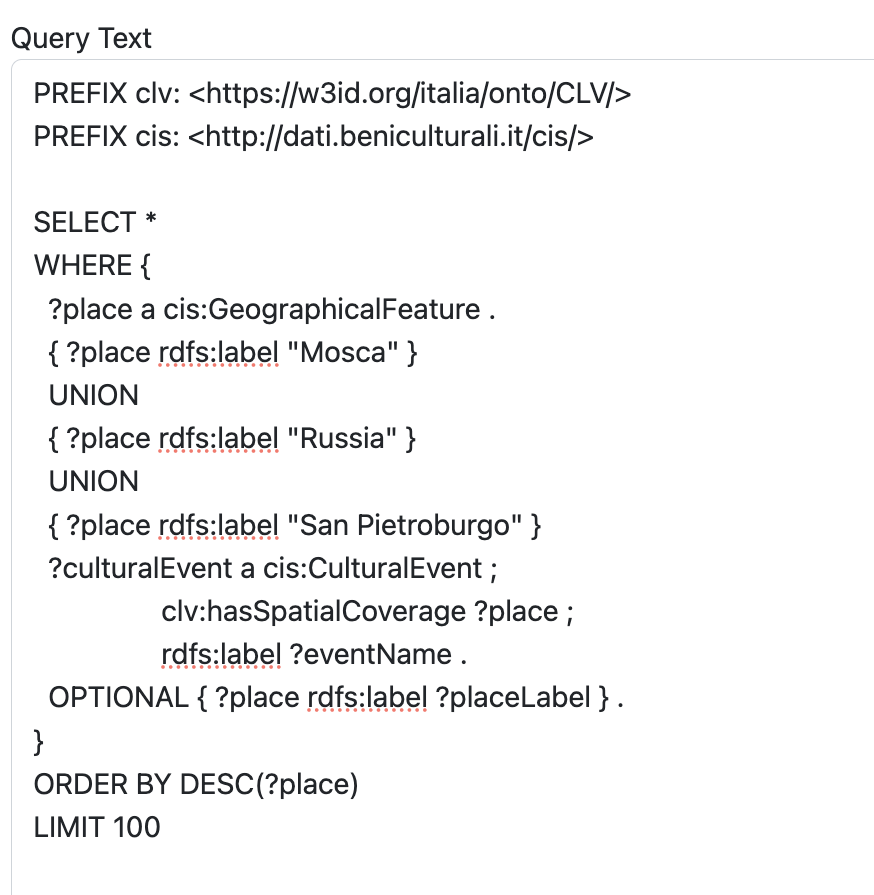 Query Text
PREFIX clv: <https://w3id.org/italia/onto/CLV/>
PREFIX cis: <http://dati.beniculturali.it/cis/>
SELECT *
WHERE {
?place a cis:GeographicalFeature .
{ ?place rdfs:label "Mosca" }
UNION
{ ?place rdfs:label "Russia" }
UNION
{ ?place rdfs:label "San Pietroburgo" }
?culturalEvent a cis:CulturalEvent ;
clv:hasSpatialCoverage ?place ;
rdfs:label ?eventName .
OPTIONAL { ?place rdfs:label ?placeLabel } .
}
ORDER BY DESC(?place)
LIMIT 100